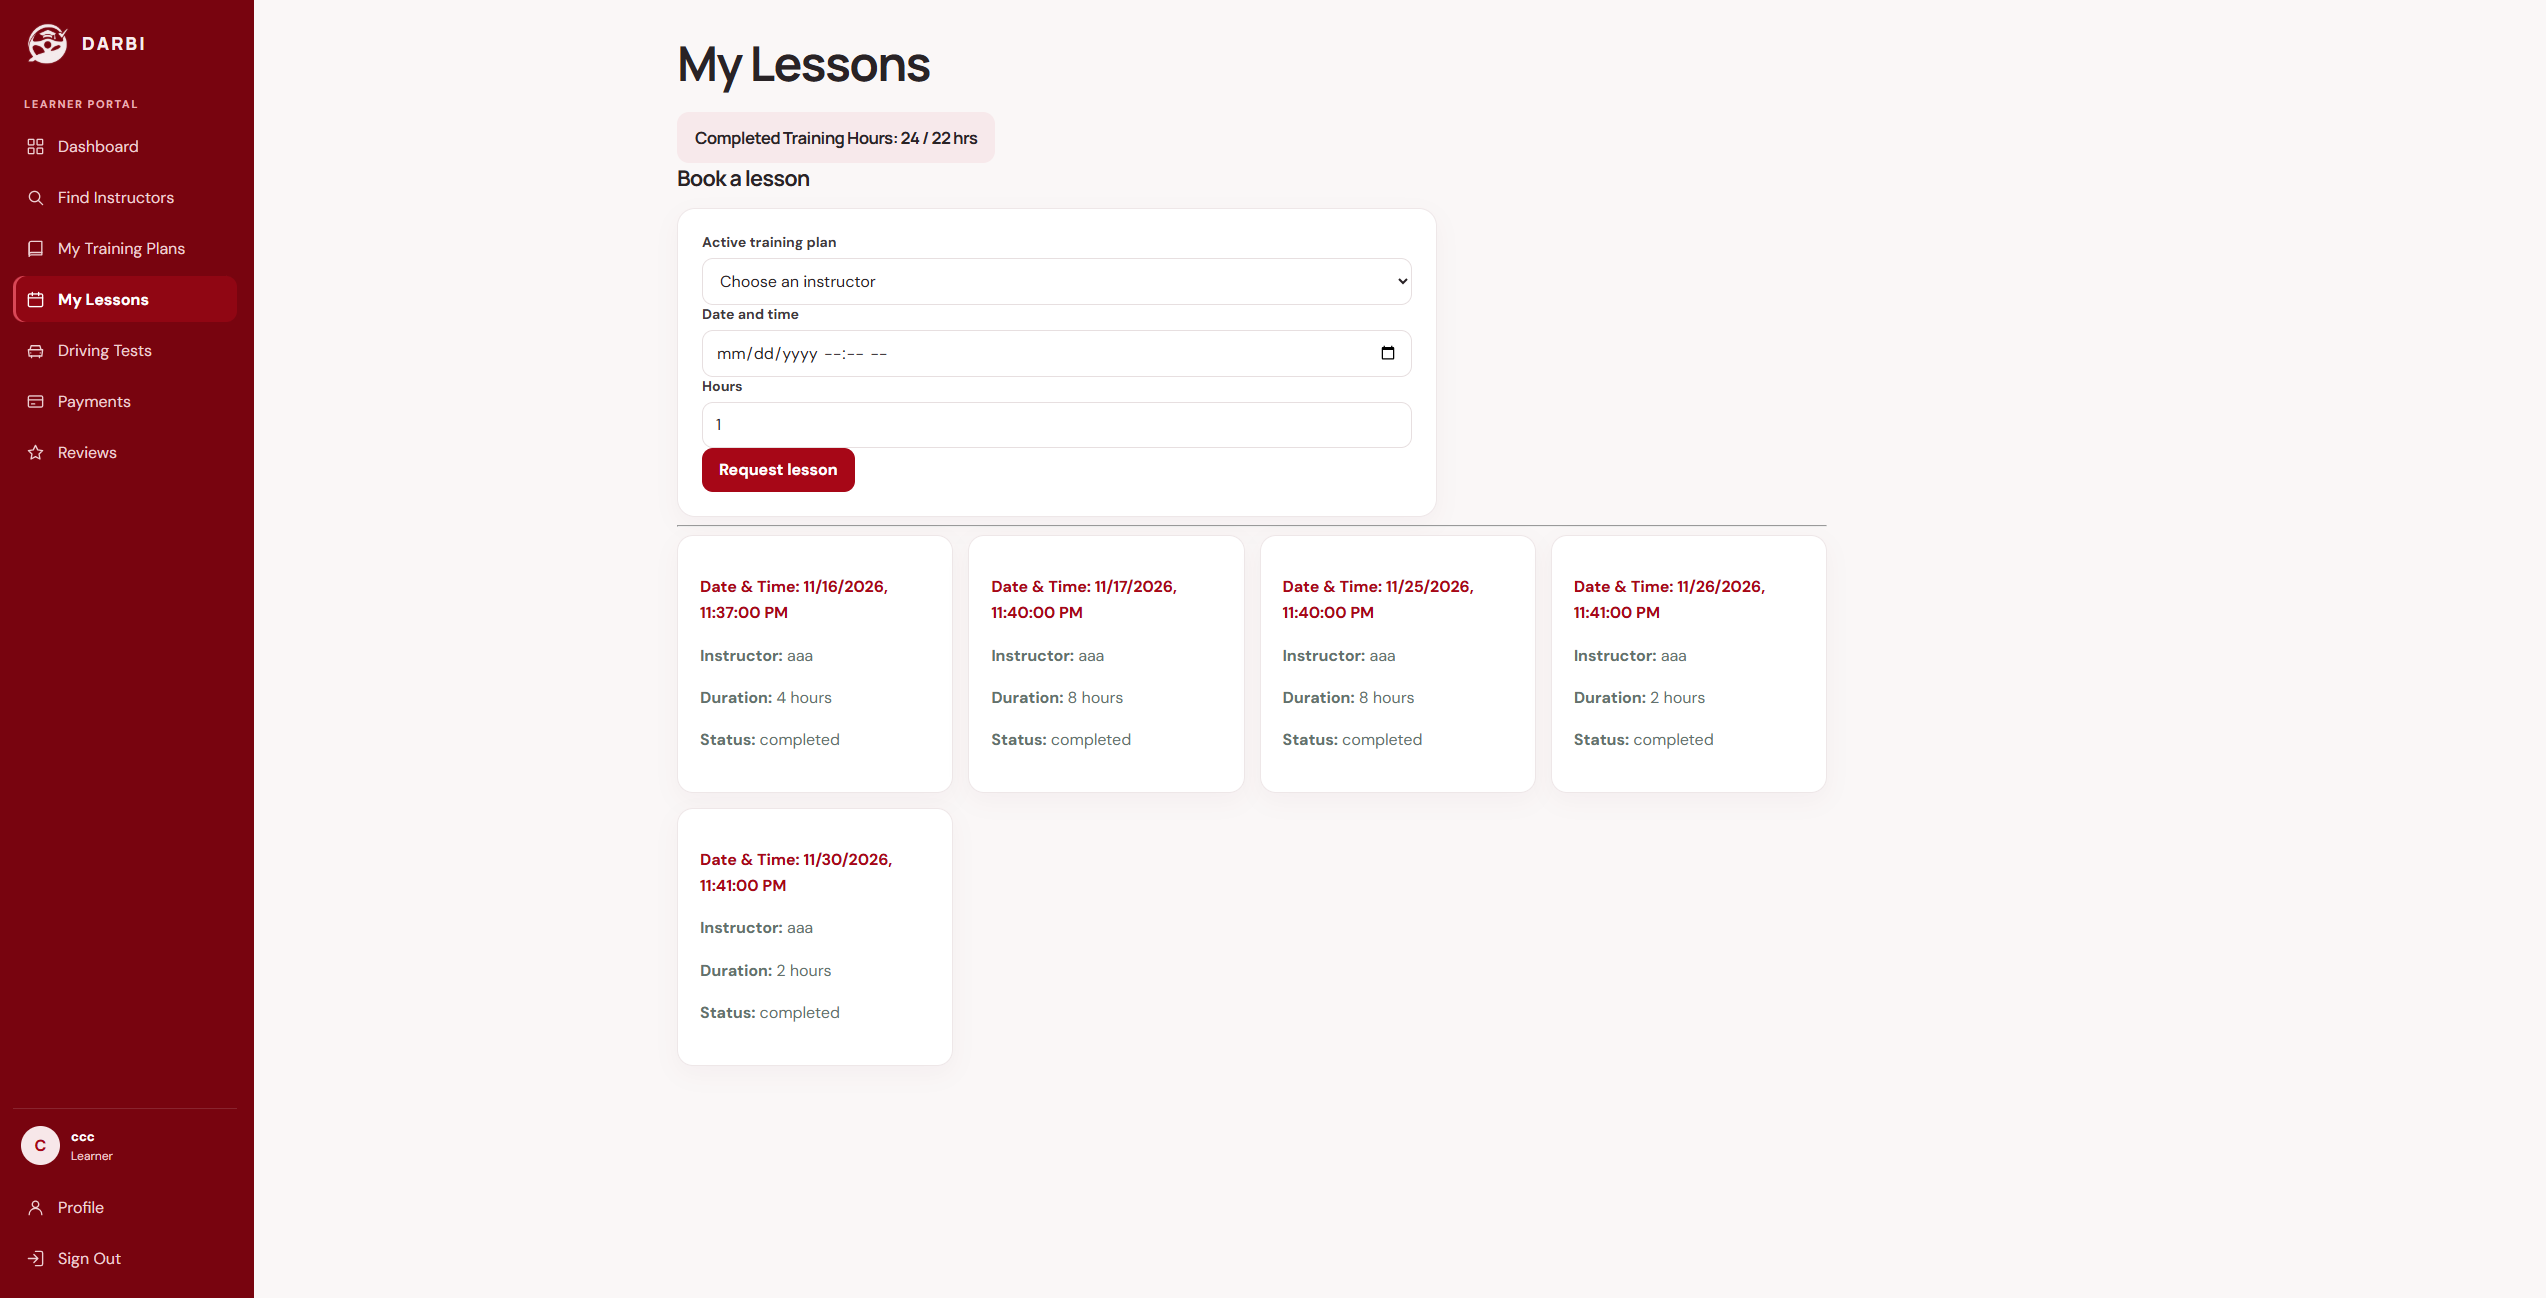 DARBI
LEARNER PORTAL
Dashboard
Find Instructors
My Training Plans
My Lessons
Driving Tests
Payments
Reviews
C
ccc
Learner
Profile
Sign Out
My Lessons
Completed Training Hours: 24 / 22 hrs
Book a lesson
Active training plan
Choose an instructor
Date and time
mm/dd/yyyy --:-- --
Hours
1
Request lesson
Date & Time: 11/16/2026,
11:37:00 PM
Instructor: aaa
Duration: 4 hours
Status: completed
Date & Time: 11/17/2026,
11:40:00 PM
Instructor: aaa
Duration: 8 hours
Status: completed
Date & Time: 11/25/2026,
11:40:00 PM
Instructor: aaa
Duration: 8 hours
Status: completed
Date & Time: 11/26/2026,
11:41:00 PM
Instructor: aaa
Duration: 2 hours
Status: completed
Date & Time: 11/30/2026,
11:41:00 PM
Instructor: aaa
Duration: 2 hours
Status: completed